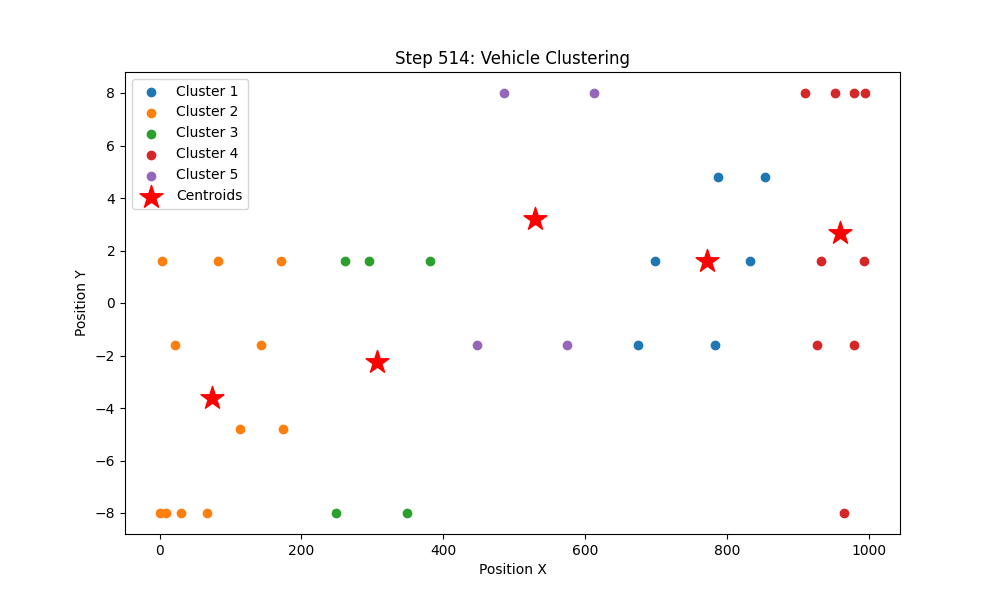 Step 514: Vehicle Clustering
Cluster 1
Cluster 2
Cluster 3
Cluster 4
Cluster 5
Centroids
Position Y
8
6
4
2
0
−2
−4
−6
−8
0 200 400 600 800 1000
Position X